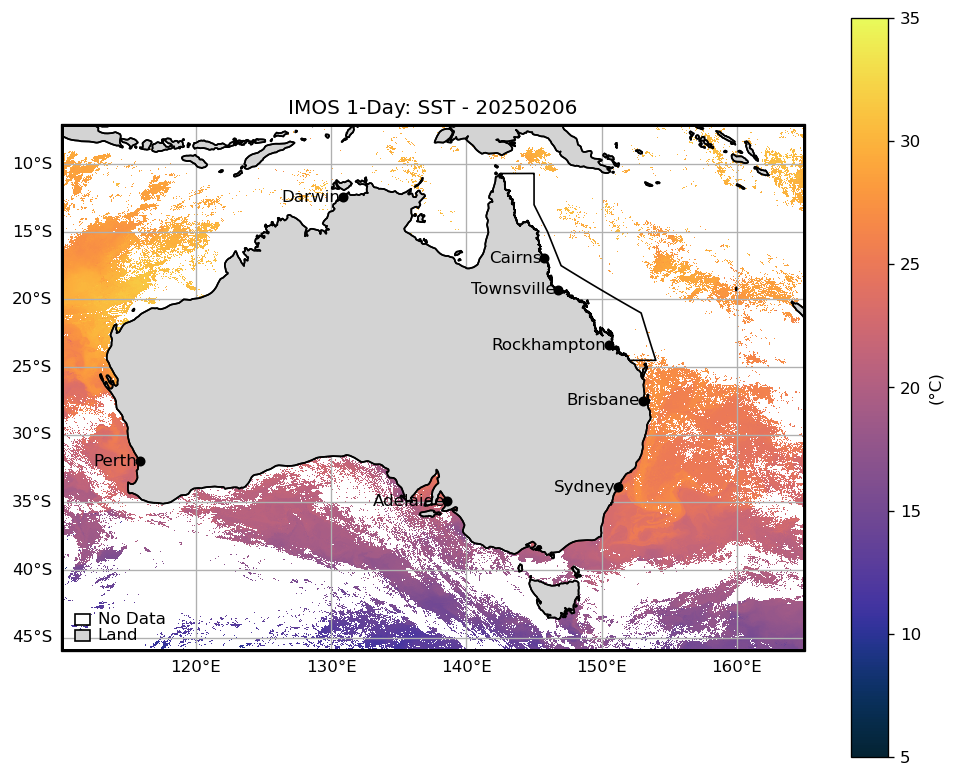 IMOS 1-Day: SST - 20250206
35
30
25
20
15
10
5
(°C)
10°S
15°S
20°S
25°S
30°S
35°S
40°S
45°S
Darwin
Cairns
Townsville
Rockhampton
Brisbane
Perth
Sydney
Adelaide
No Data
Land
120°E
130°E
140°E
150°E
160°E